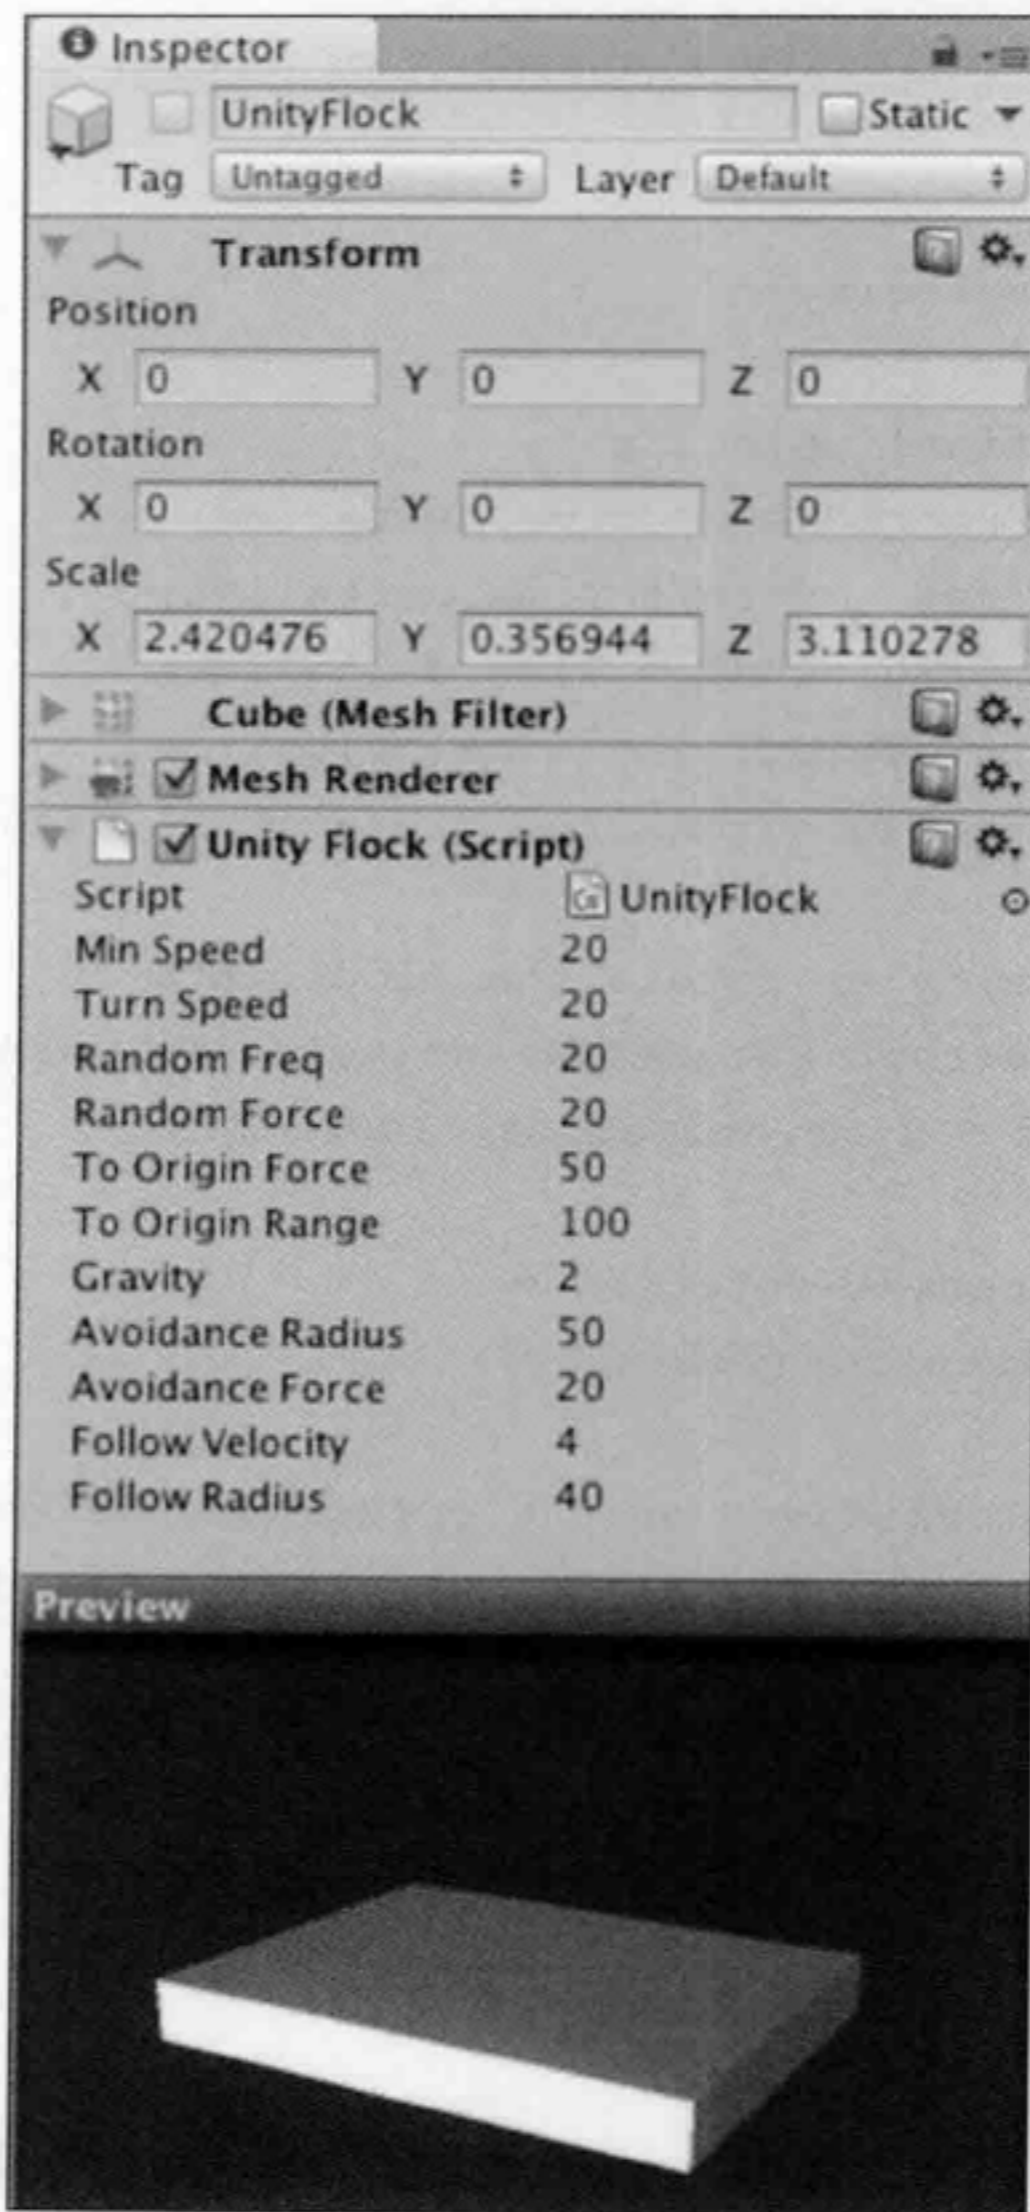 Inspector
UnityFlock Static
Tag Untagged Layer Default
Transform
Position
X 0 Y 0 Z 0
Rotation
X 0 Y 0 Z 0
Scale
X 2.420476 Y 0.356944 Z 3.110278
Cube (Mesh Filter)
Mesh Renderer
Unity Flock (Script)
Script UnityFlock
Min Speed 20
Turn Speed 20
Random Freq 20
Random Force 20
To Origin Force 50
To Origin Range 100
Gravity 2
Avoidance Radius 50
Avoidance Force 20
Follow Velocity 4
Follow Radius 40
Preview